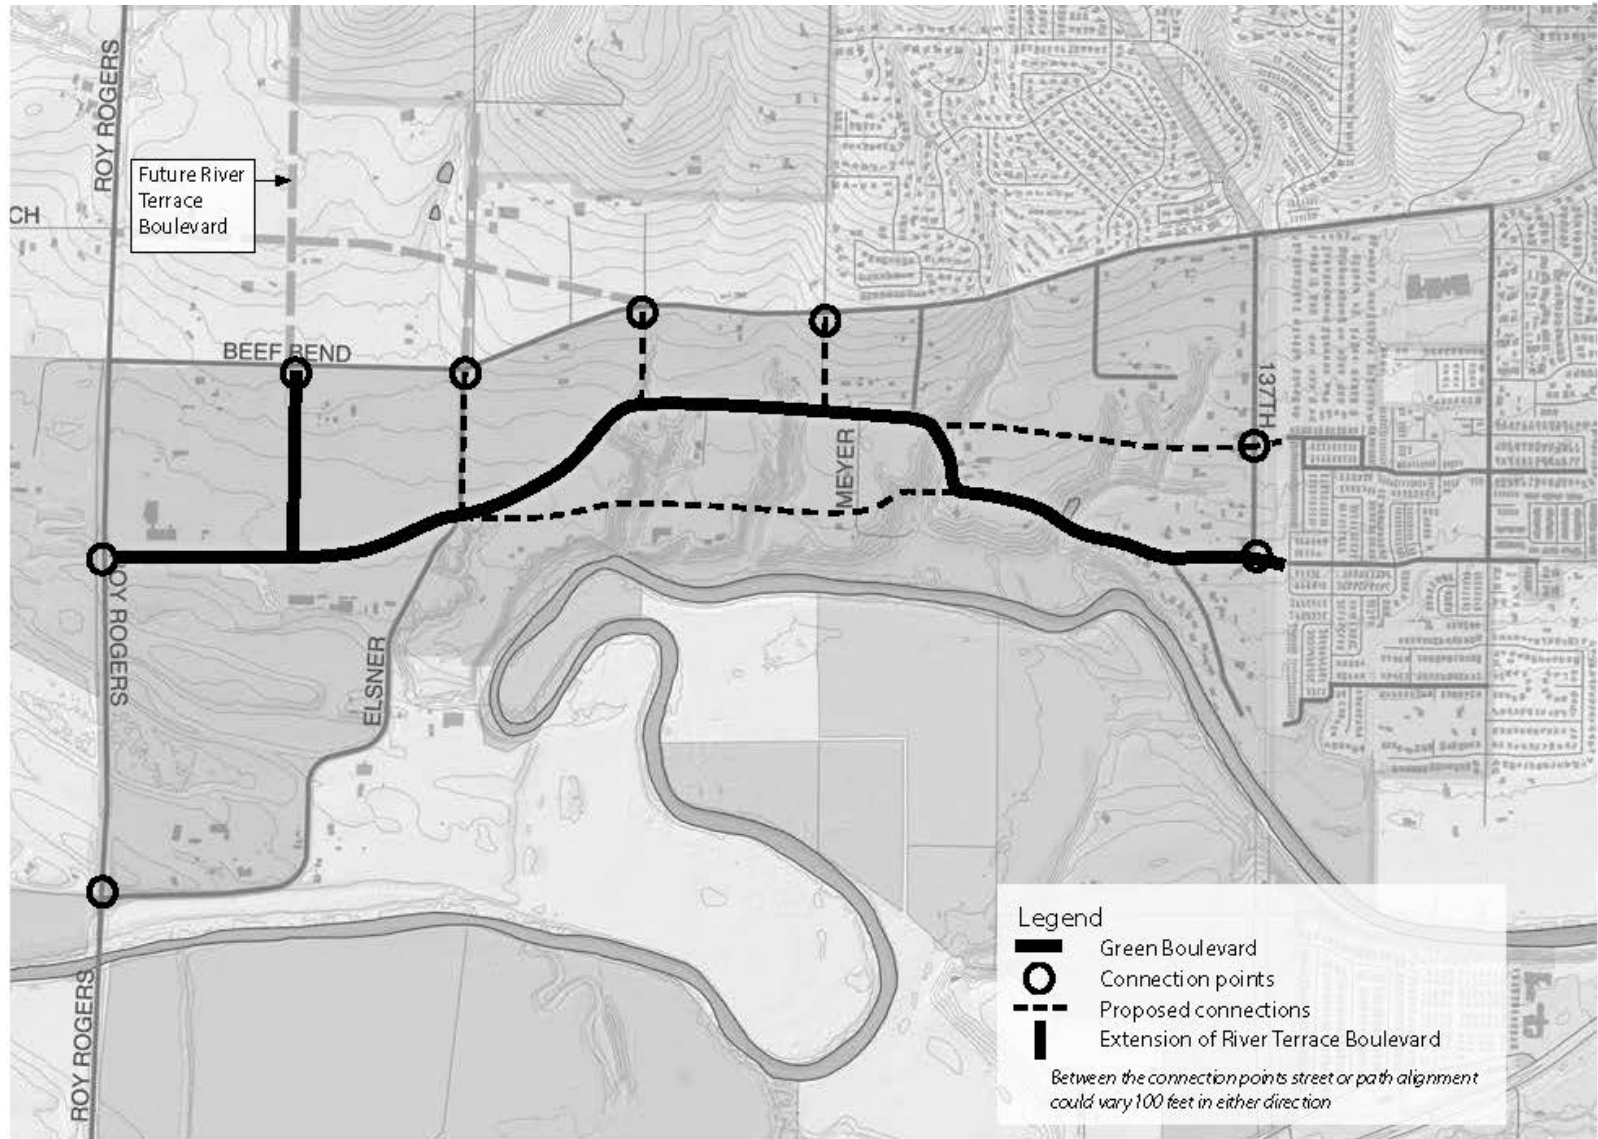 ROY ROGERS
Future River
Terrace
Boulevard
CH
BEEF BEND
137TH
MEYER
OY ROGERS
ELSNER
ROY ROGERS
Legend
Green Boulevard
Connection points
Proposed connections
Extension of River Terrace Boulevard
Between the connection points street or path alignment
could vary 100 feet in either direction